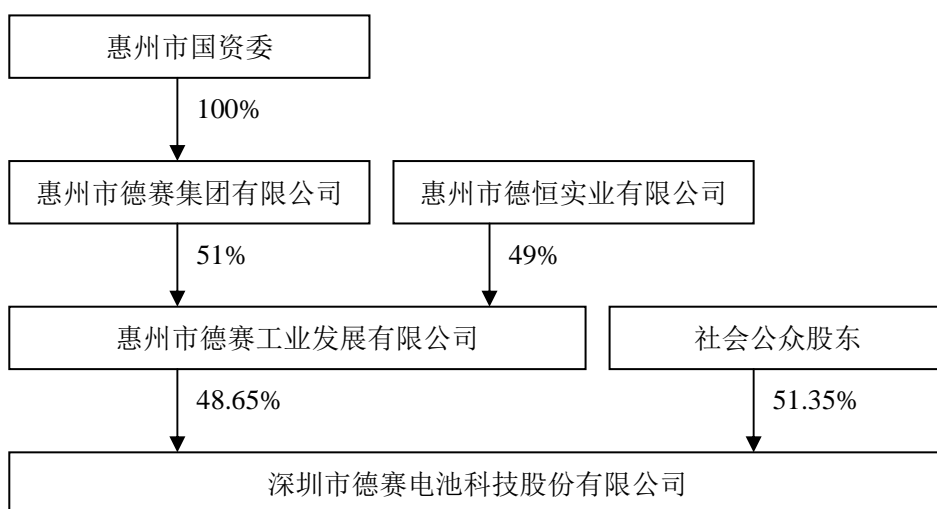 惠州市国资委
100%
惠州市德赛集团有限公司
惠州市德恒实业有限公司
51%
49%
惠州市德赛工业发展有限公司
社会公众股东
48.65%
51.35%
深圳市德赛电池科技股份有限公司